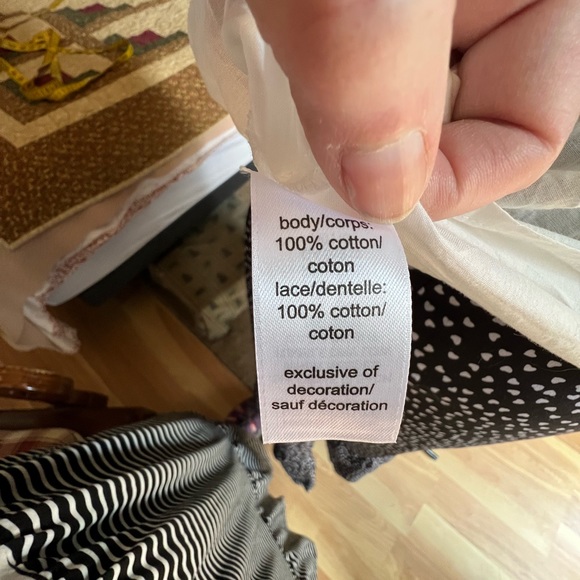 body/corps:
100% cotton/
coton
lace/dentelle:
100% cotton/
coton
exclusive of
decoration/
sauf décoration